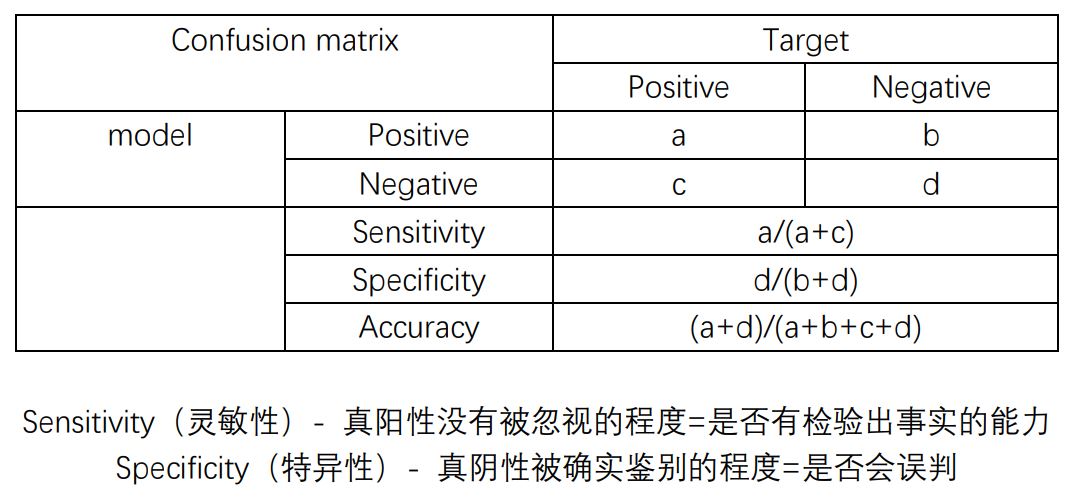 Confusion matrix Target
Positive Negative
model Positive a b
Negative c d
Sensitivity a/(a+c)
Specificity d/(b+d)
Accuracy (a+d)/(a+b+c+d)
Sensitivity（灵敏性）- 真阳性没有被忽视的程度=是否有检验出事实的能力
Specificity（特异性）- 真阴性被确实鉴别的程度=是否会误判